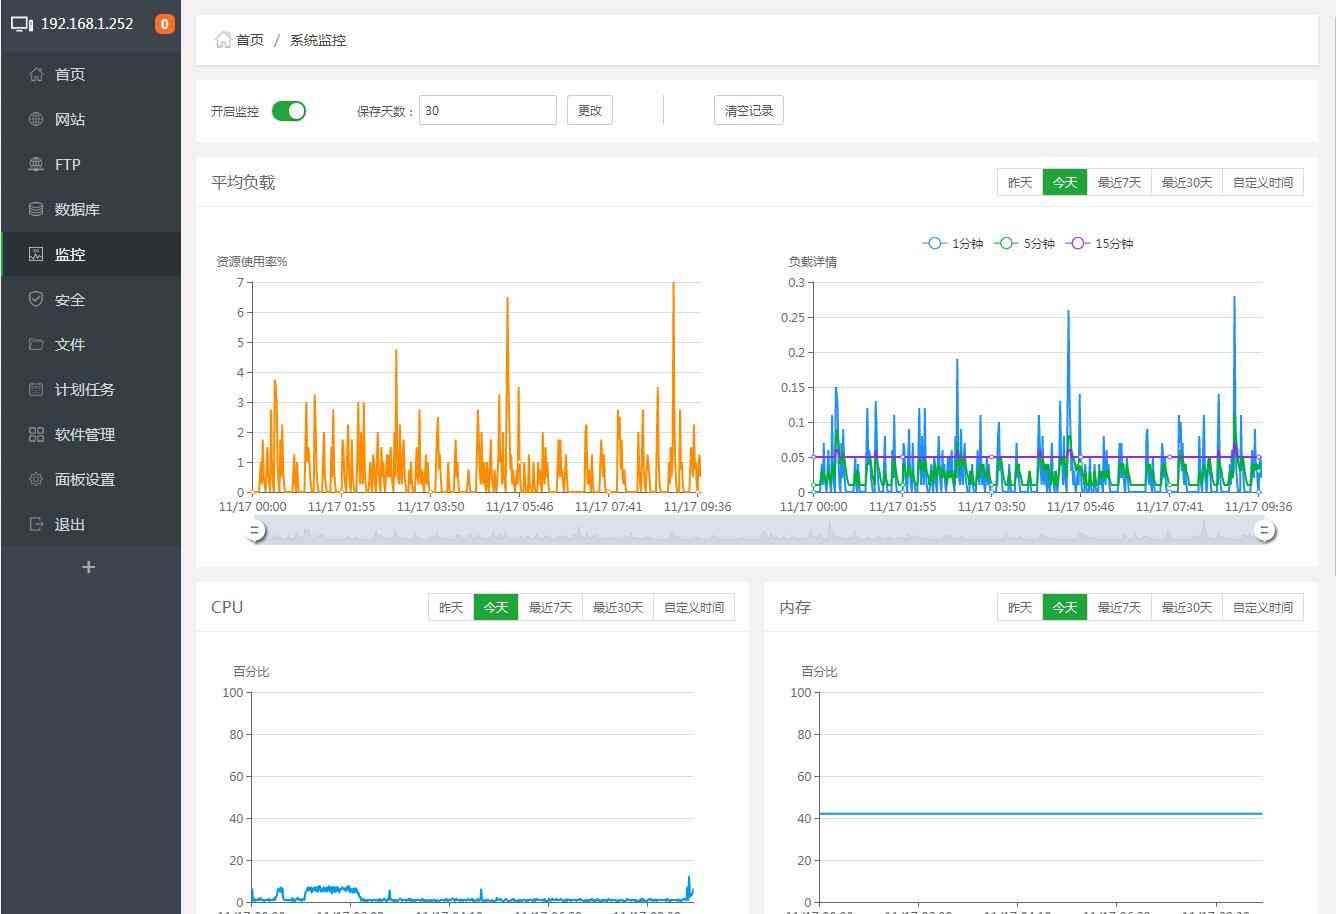 192.168.1.252
0
首页
网站
FTP
数据库
监控
安全
文件
计划任务
软件管理
面板设置
退出
+
首页 / 系统监控
开启监控 保存天数： 30 更改 清空记录
平均负载 昨天 今天 最近7天 最近30天 自定义时间
1分钟 5分钟 15分钟
资源使用率%
7
6
5
4
3
2
1
0
11/17 00:00 11/17 01:55 11/17 03:50 11/17 05:46 11/17 07:41 11/17 09:36
负载详情
0.3
0.25
0.2
0.15
0.1
0.05
0
11/17 00:00 11/17 01:55 11/17 03:50 11/17 05:46 11/17 07:41 11/17 09:36
CPU 昨天 今天 最近7天 最近30天 自定义时间
百分比
100
80
60
40
20
0
内存 昨天 今天 最近7天 最近30天 自定义时间
百分比
100
80
60
40
20
0